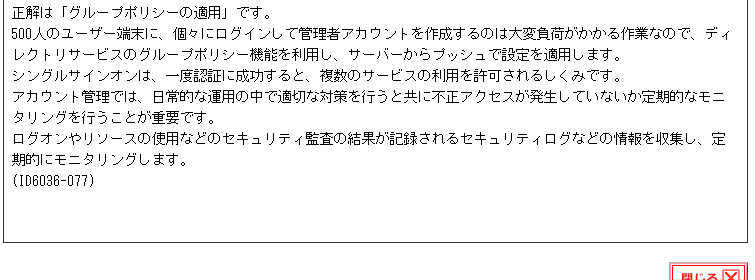 正解は「グループポリシーの適用」です。
500人のユーザー端末に、個々にログインして管理者アカウントを作成するのは大変負荷がかかる作業なので、ディ
レクトリサービスのグループポリシー機能を利用し、サーバーからプッシュで設定を適用します。
シングルサインオンは、一度認証に成功すると、複数のサービスの利用を許可されるしくみです。
アカウント管理では、日常的な運用の中で適切な対策を行うと共に不正アクセスが発生していないか定期的なモニ
タリングを行うことが重要です。
ログオンやリソースの使用などのセキュリティ監査の結果が記録されるセキュリティログなどの情報を収集し、定
期的にモニタリングします。
(ID6036-077)
閉じる